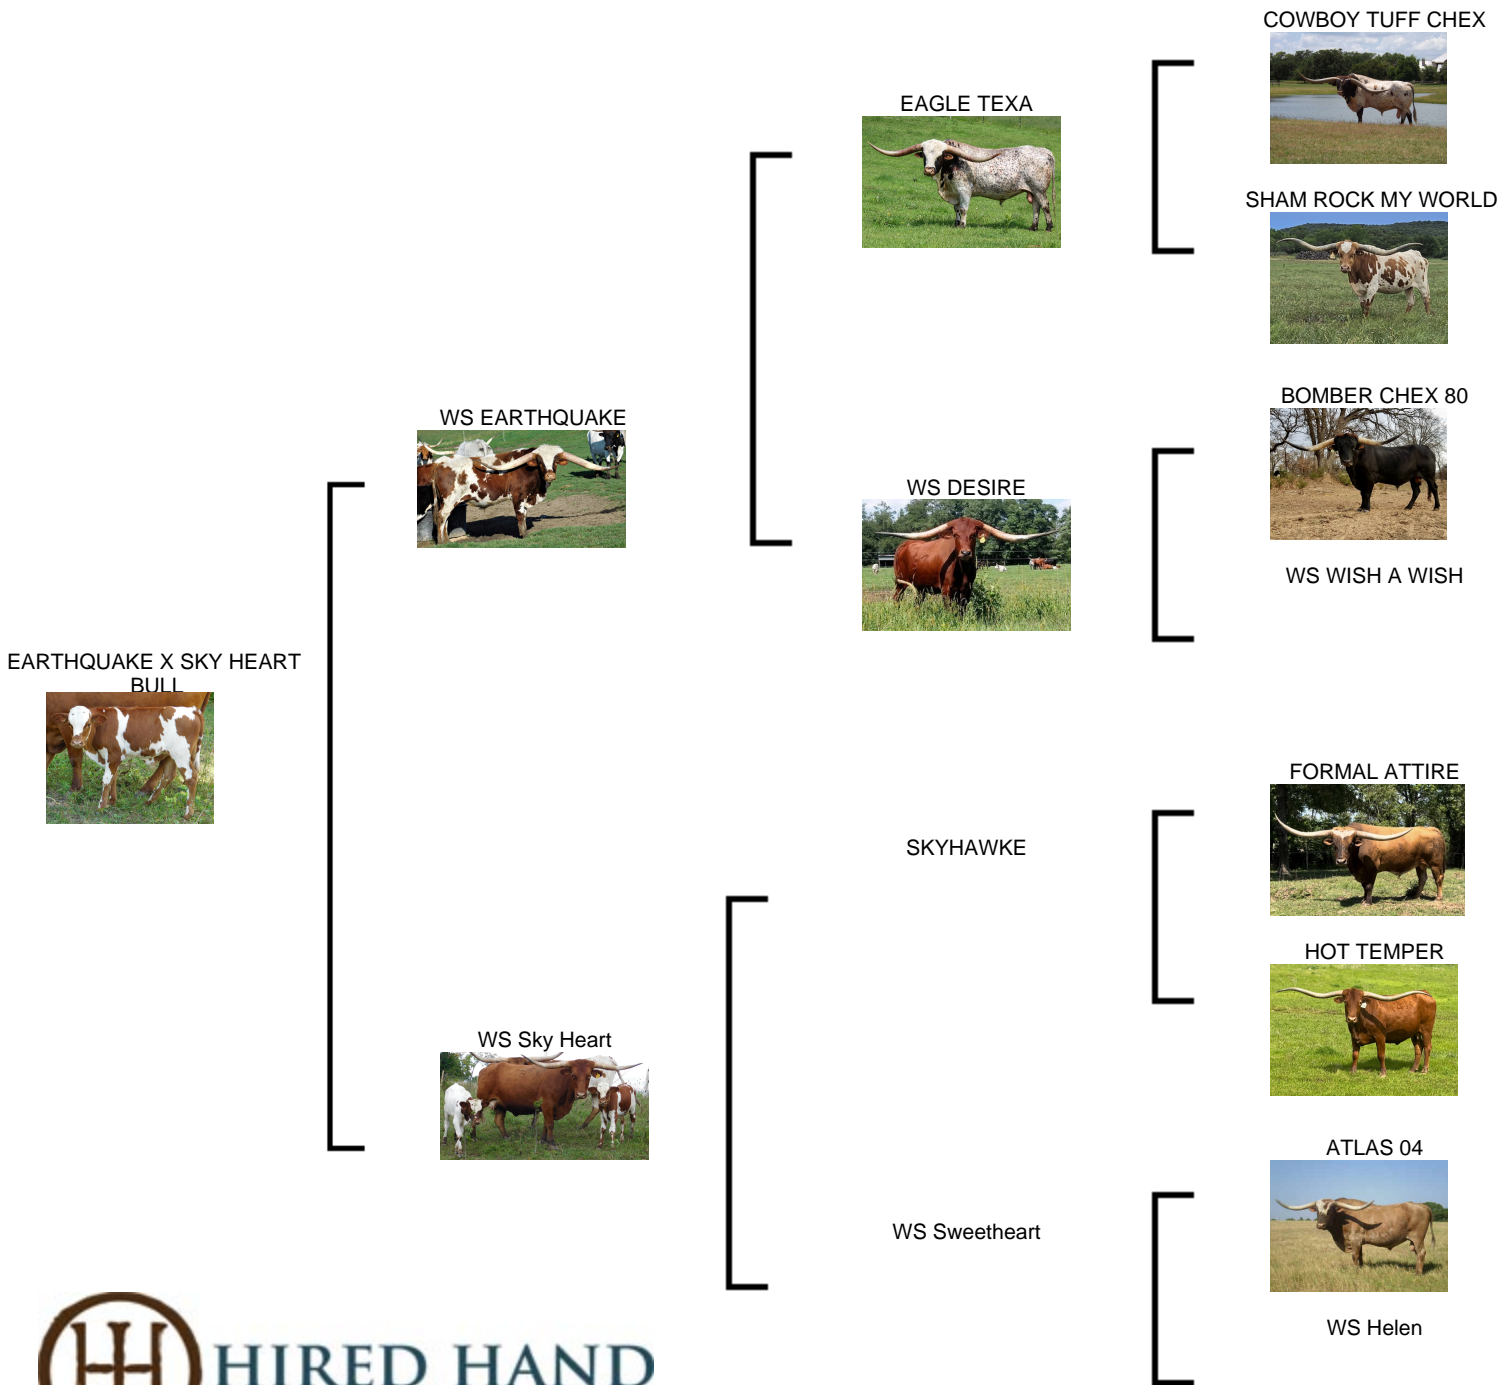 COWBOY TUFF CHEX
EAGLE TEXA
SHAM ROCK MY WORLD
BOMBER CHEX 80
WS EARTHQUAKE
WS DESIRE
WS WISH A WISH
EARTHQUAKE X SKY HEART
BULL
FORMAL ATTIRE
SKYHAWKE
HOT TEMPER
WS Sky Heart
ATLAS 04
WS Sweetheart
WS Helen
HIRED HAND